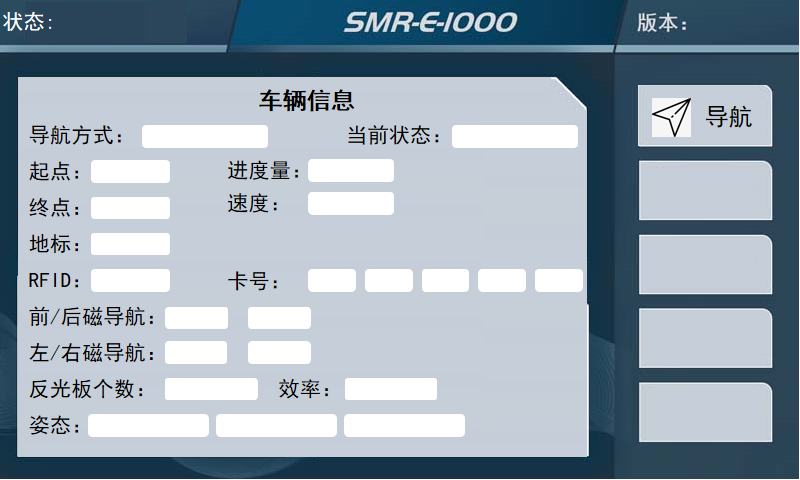 状态:
SMR-E-1000
版本:
车辆信息
导航方式: 当前状态:
起点: 进度量:
终点: 速度:
地标:
RFID: 卡号:
前/后磁导航:
左/右磁导航:
反光板个数: 效率:
姿态:
导航